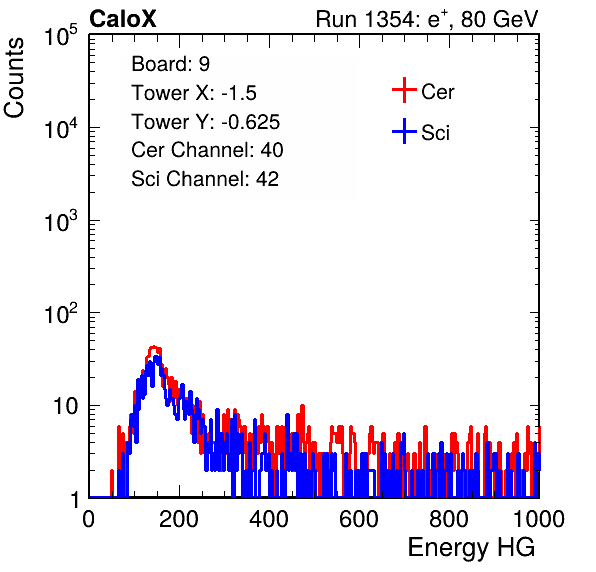 CaloX Run 1354: e⁺, 80 GeV
Counts
10⁵
10⁴
10³
10²
10
1
Board: 9
Tower X: -1.5
Tower Y: -0.625
Cer Channel: 40
Sci Channel: 42
Cer
Sci
0 200 400 600 800 1000
Energy HG